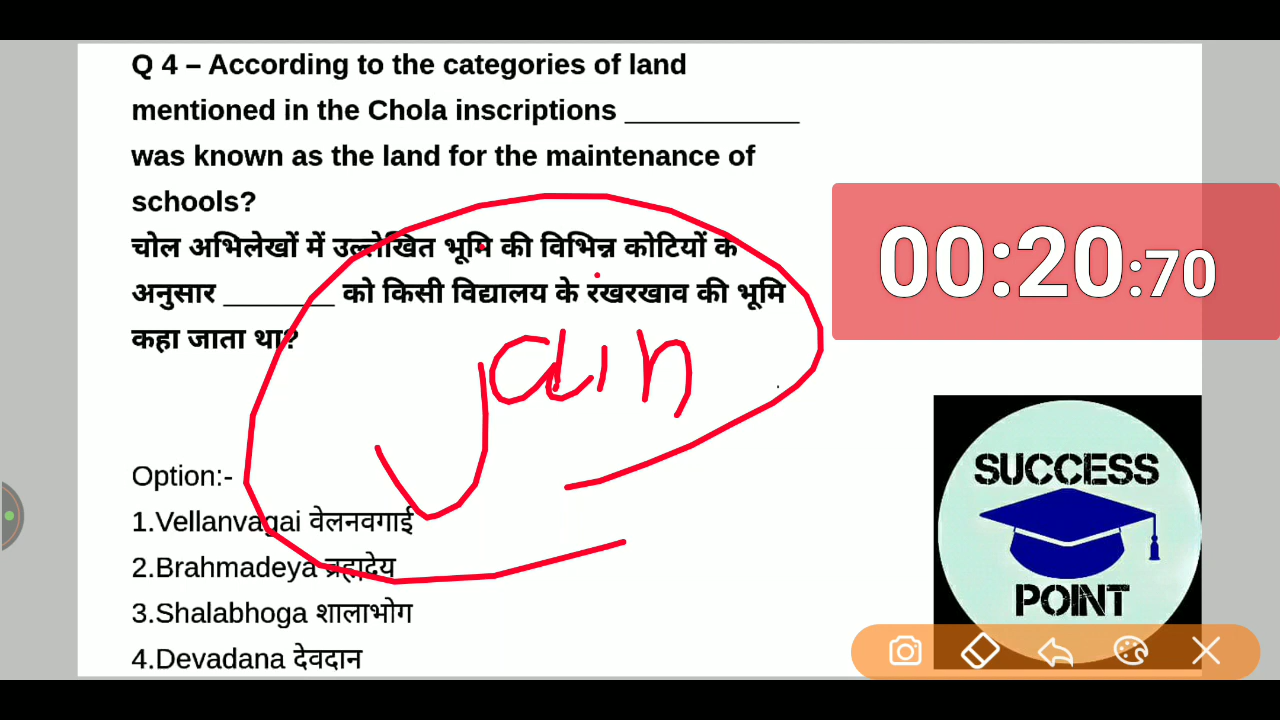 Q 4 – According to the categories of land
mentioned in the Chola inscriptions ___________
was known as the land for the maintenance of
schools?
चोल अभिलेखों में उल्लेखित भूमि की विभिन्न कोटियों के
अनुसार _______ को किसी विद्यालय के रखरखाव की भूमि
कहा जाता था?
00:20:70
Jain
Option:-
1.Vellanvagai वेलनवगाई
2.Brahmadeya ब्रह्मदेय
3.Shalabhoga शालाभोग
4.Devadana देवदान
SUCCESS
POINT